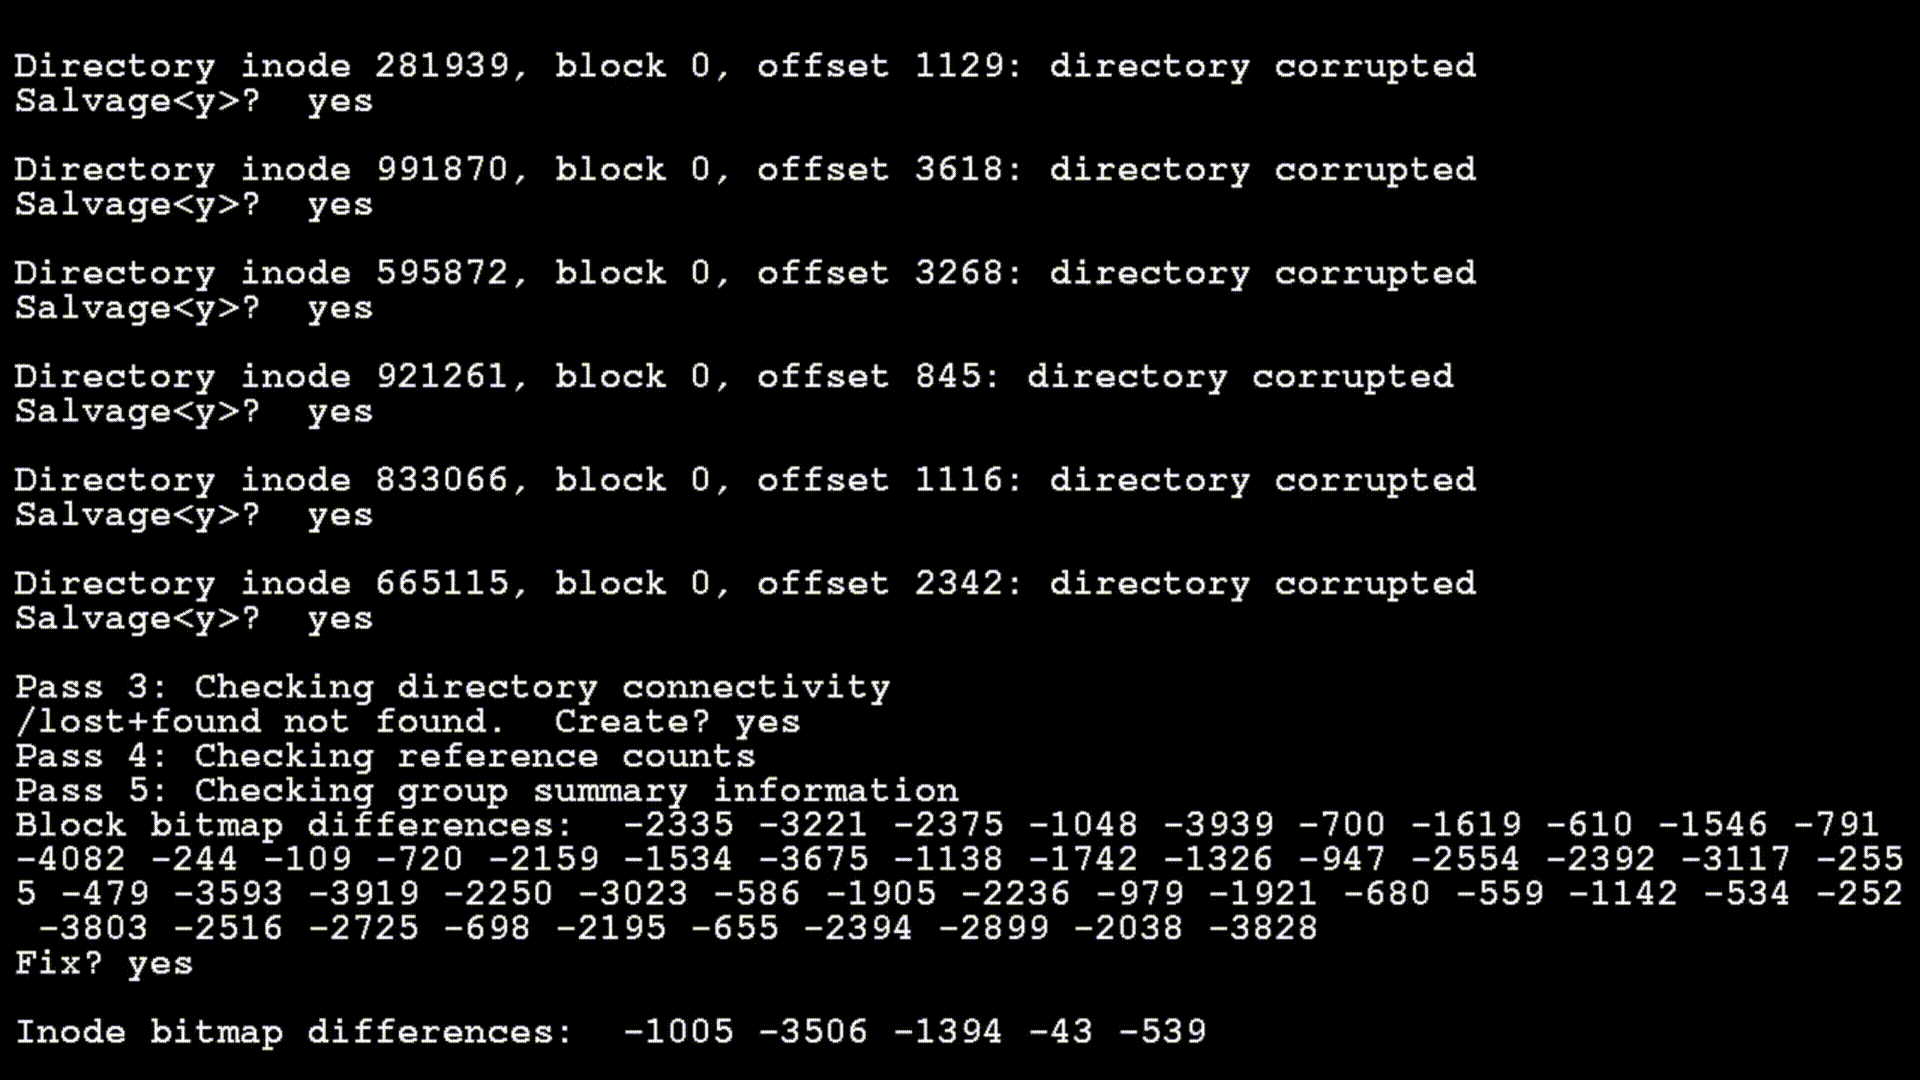 Directory inode 281939, block 0, offset 1129: directory corrupted
Salvage<y>?  yes
Directory inode 991870, block 0, offset 3618: directory corrupted
Salvage<y>?  yes
Directory inode 595872, block 0, offset 3268: directory corrupted
Salvage<y>?  yes
Directory inode 921261, block 0, offset 845: directory corrupted
Salvage<y>?  yes
Directory inode 833066, block 0, offset 1116: directory corrupted
Salvage<y>?  yes
Directory inode 665115, block 0, offset 2342: directory corrupted
Salvage<y>?  yes
Pass 3: Checking directory connectivity
/lost+found not found.  Create? yes
Pass 4: Checking reference counts
Pass 5: Checking group summary information
Block bitmap differences:  -2335 -3221 -2375 -1048 -3939 -700 -1619 -610 -1546 -791
-4082 -244 -109 -720 -2159 -1534 -3675 -1138 -1742 -1326 -947 -2554 -2392 -3117 -255
5 -479 -3593 -3919 -2250 -3023 -586 -1905 -2236 -979 -1921 -680 -559 -1142 -534 -252
 -3803 -2516 -2725 -698 -2195 -655 -2394 -2899 -2038 -3828
Fix? yes
Inode bitmap differences:  -1005 -3506 -1394 -43 -539